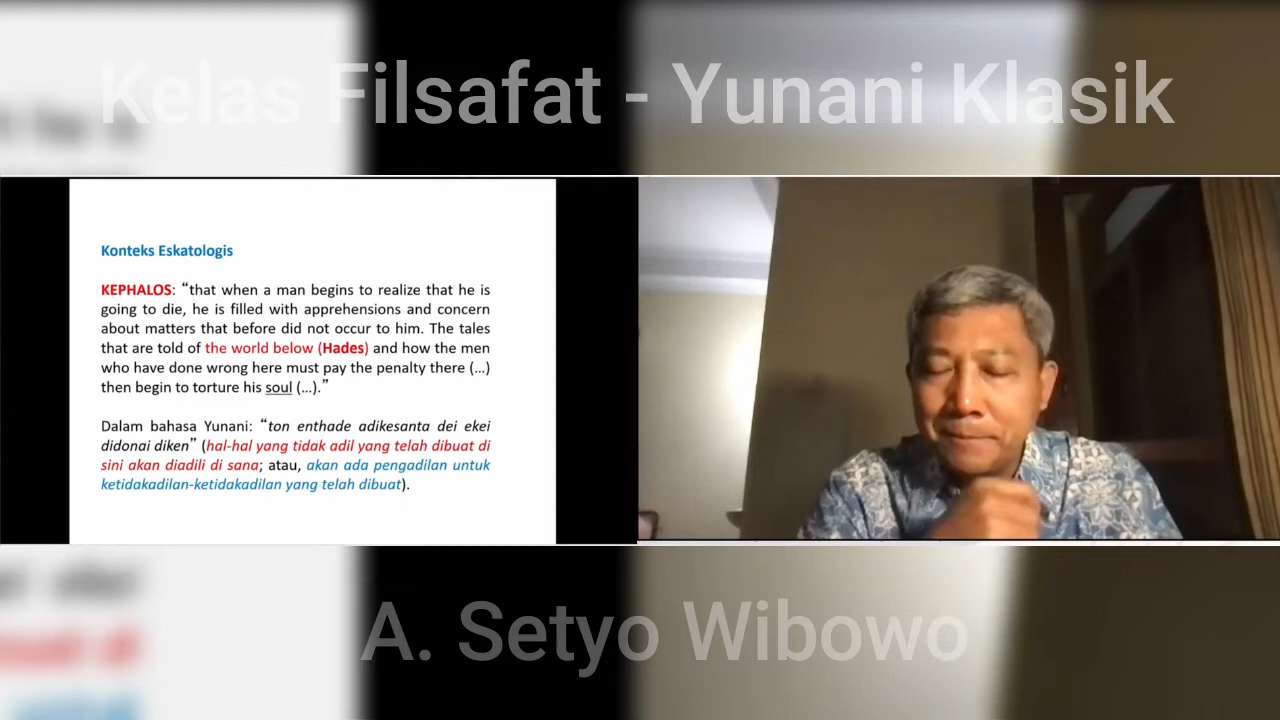 Kelas Filsafat - Yunani Klasik
Konteks Eskatologis
KEPHALOS: “that when a man begins to realize that he is
going to die, he is filled with apprehensions and concern
about matters that before did not occur to him. The tales
that are told of the world below (Hades) and how the men
who have done wrong here must pay the penalty there (...)
then begin to torture his soul (...).”
Dalam bahasa Yunani: “ton enthade adikesanta dei ekei
didonai diken” (hal-hal yang tidak adil yang telah dibuat di
sini akan diadili di sana; atau, akan ada pengadilan untuk
ketidakadilan-ketidakadilan yang telah dibuat).
A. Setyo Wibowo